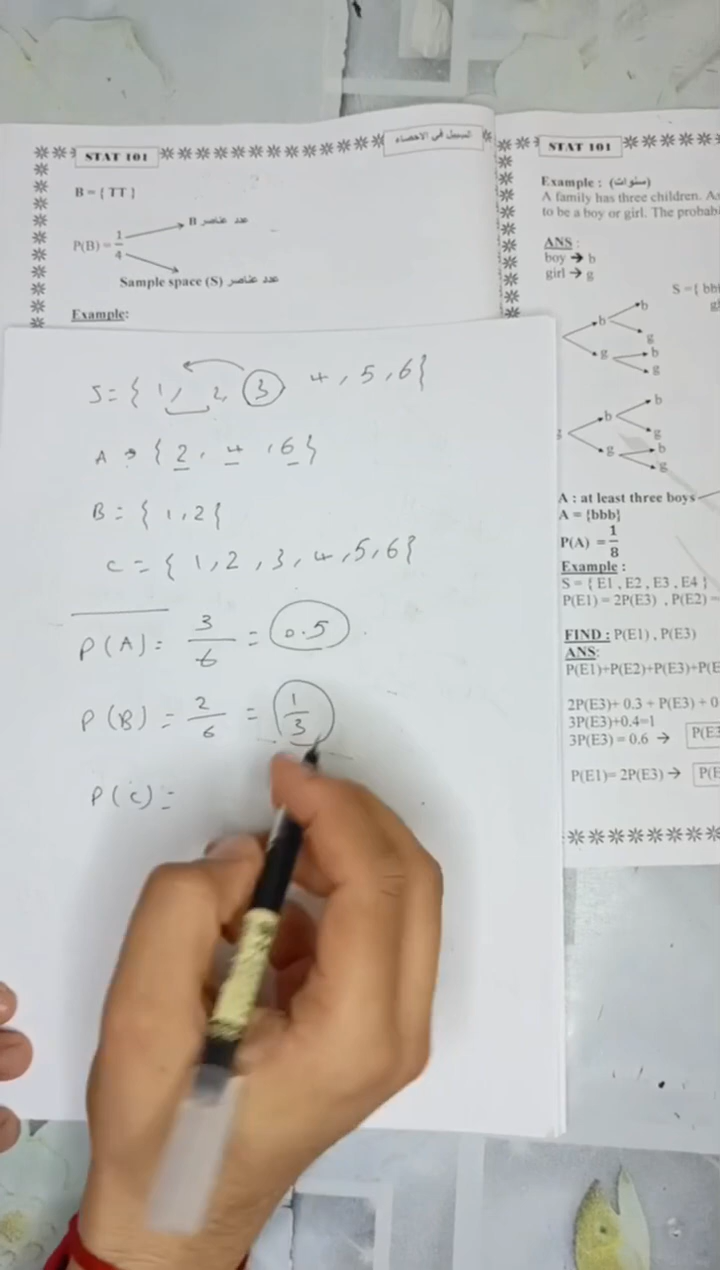 STAT 101
السبيل في الاحصاء
B = { TT }
P(B) = 1/4
عدد عناصر B
Sample space (S) عدد عناصر
Example:
S = { 1, 2, 3 4, 5, 6 }
A = { 2, 4, 6 }
B = { 1, 2 {
C = { 1, 2, 3, 4, 5, 6 }
P(A) = 3/6 = 0.5
P(B) = 2/6 = 1/3
P(C) =
STAT 101
Example : (سنوات)
A family has three children.
to be a boy or girl. The
ANS :
boy → b
girl → g
S = { bb
g
b
b
g
g
b
g
b
b
g
g
b
g
g
A : at least three boys
A = {bbb}
P(A) = 1/8
Example :
S = { E1 , E2 , E3 , E4 }
P(E1) = 2P(E3) , P(E2) =
FIND : P(E1) , P(E3)
ANS:
P(E1)+P(E2)+P(E3)+P(E
2P(E3)+ 0.3 + P(E3) + 0
3P(E3)+0.4=1
3P(E3) = 0.6 → P(E3
P(E1)= 2P(E3) → P(E